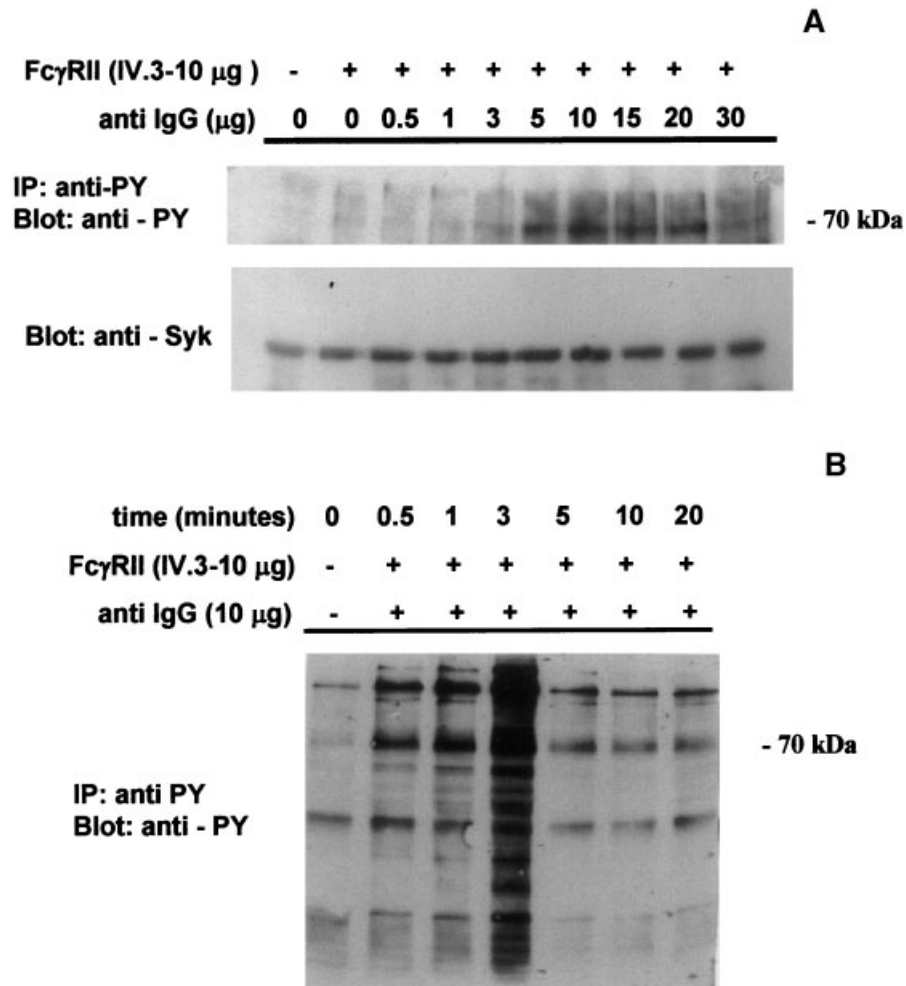 A
FcγRII (IV.3-10 µg ) - + + + + + + + + +
anti IgG (µg) 0 0 0.5 1 3 5 10 15 20 30
IP: anti-PY
Blot: anti - PY - 70 kDa
Blot: anti - Syk
B
time (minutes) 0 0.5 1 3 5 10 20
FcγRII (IV.3-10 µg) - + + + + + +
anti IgG (10 µg) - + + + + + +
- 70 kDa
IP: anti PY
Blot: anti - PY